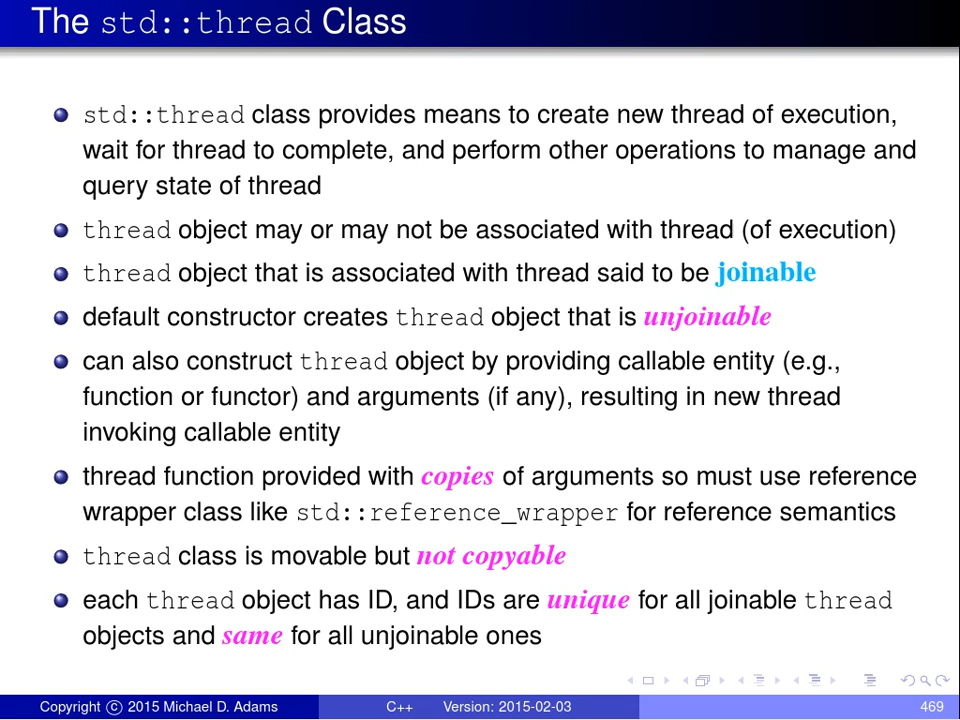 The std::thread Class
std::thread class provides means to create new thread of execution,
wait for thread to complete, and perform other operations to manage and
query state of thread
thread object may or may not be associated with thread (of execution)
thread object that is associated with thread said to be joinable
default constructor creates thread object that is unjoinable
can also construct thread object by providing callable entity (e.g.,
function or functor) and arguments (if any), resulting in new thread
invoking callable entity
thread function provided with copies of arguments so must use reference
wrapper class like std::reference_wrapper for reference semantics
thread class is movable but not copyable
each thread object has ID, and IDs are unique for all joinable thread
objects and same for all unjoinable ones
Copyright © 2015 Michael D. Adams C++ Version: 2015-02-03 469